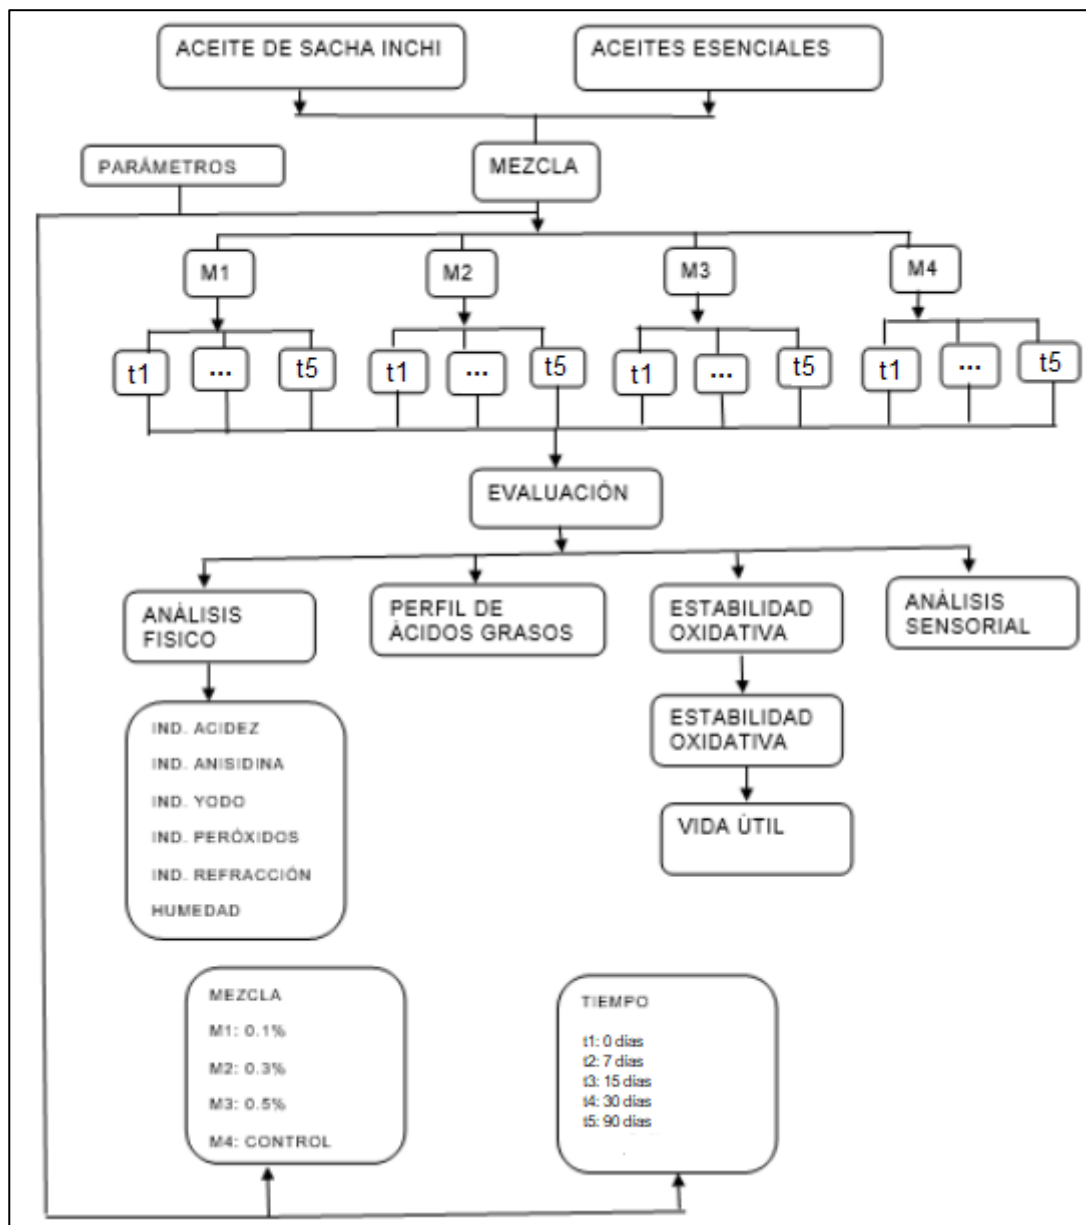 ACEITE DE SACHA INCHI
ACEITES ESENCIALES
PARÁMETROS
MEZCLA
M1
M2
M3
M4
t1
...
t5
t1
...
t5
t1
...
t5
t1
...
t5
EVALUACIÓN
ANÁLISIS
FISICO
PERFIL DE
ÁCIDOS GRASOS
ESTABILIDAD
OXIDATIVA
ANÁLISIS
SENSORIAL
IND. ACIDEZ
IND. ANISIDINA
IND. YODO
IND. PERÓXIDOS
IND. REFRACCIÓN
HUMEDAD
ESTABILIDAD
OXIDATIVA
VIDA ÚTIL
MEZCLA
M1: 0.1%
M2: 0.3%
M3: 0.5%
M4: CONTROL
TIEMPO
t1: 0 días
t2: 7 días
t3: 15 días
t4: 30 días
t5: 90 días